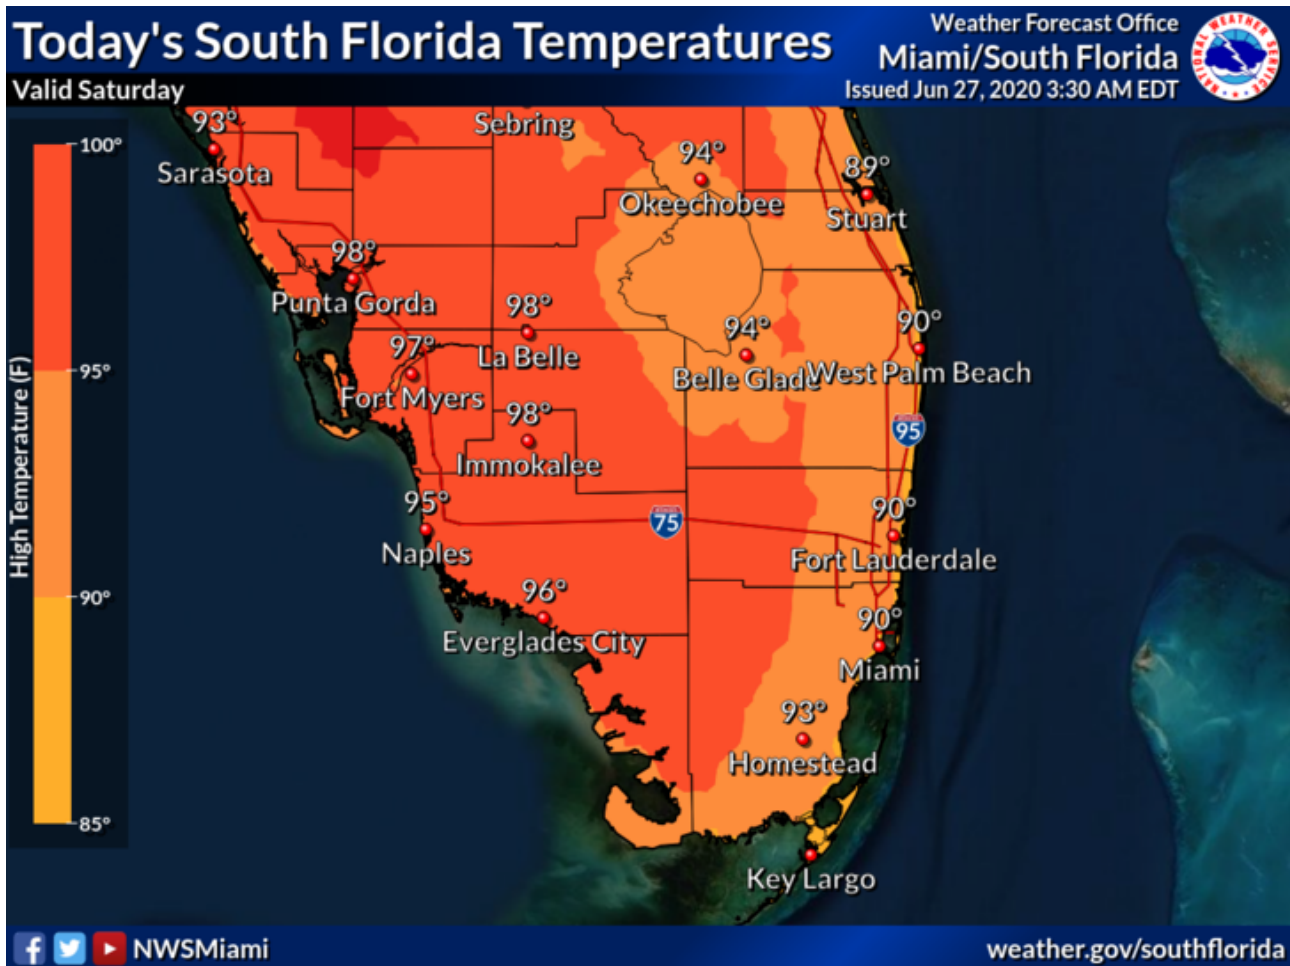 Today's South Florida Temperatures
Valid Saturday
Weather Forecast Office
Miami/South Florida
Issued Jun 27, 2020 3:30 AM EDT
NATIONAL WEATHER SERVICE
High Temperature (F)
100°
95°
90°
85°
93°
Sarasota
Sebring
94°
Okeechobee
89°
Stuart
98°
Punta Gorda
98°
La Belle
94°
Belle Glade
90°
West Palm Beach
97°
Fort Myers
98°
Immokalee
95
95°
Naples
75
90°
Fort Lauderdale
96°
Everglades City
90°
Miami
93°
Homestead
Key Largo
NWSMiami
weather.gov/southflorida